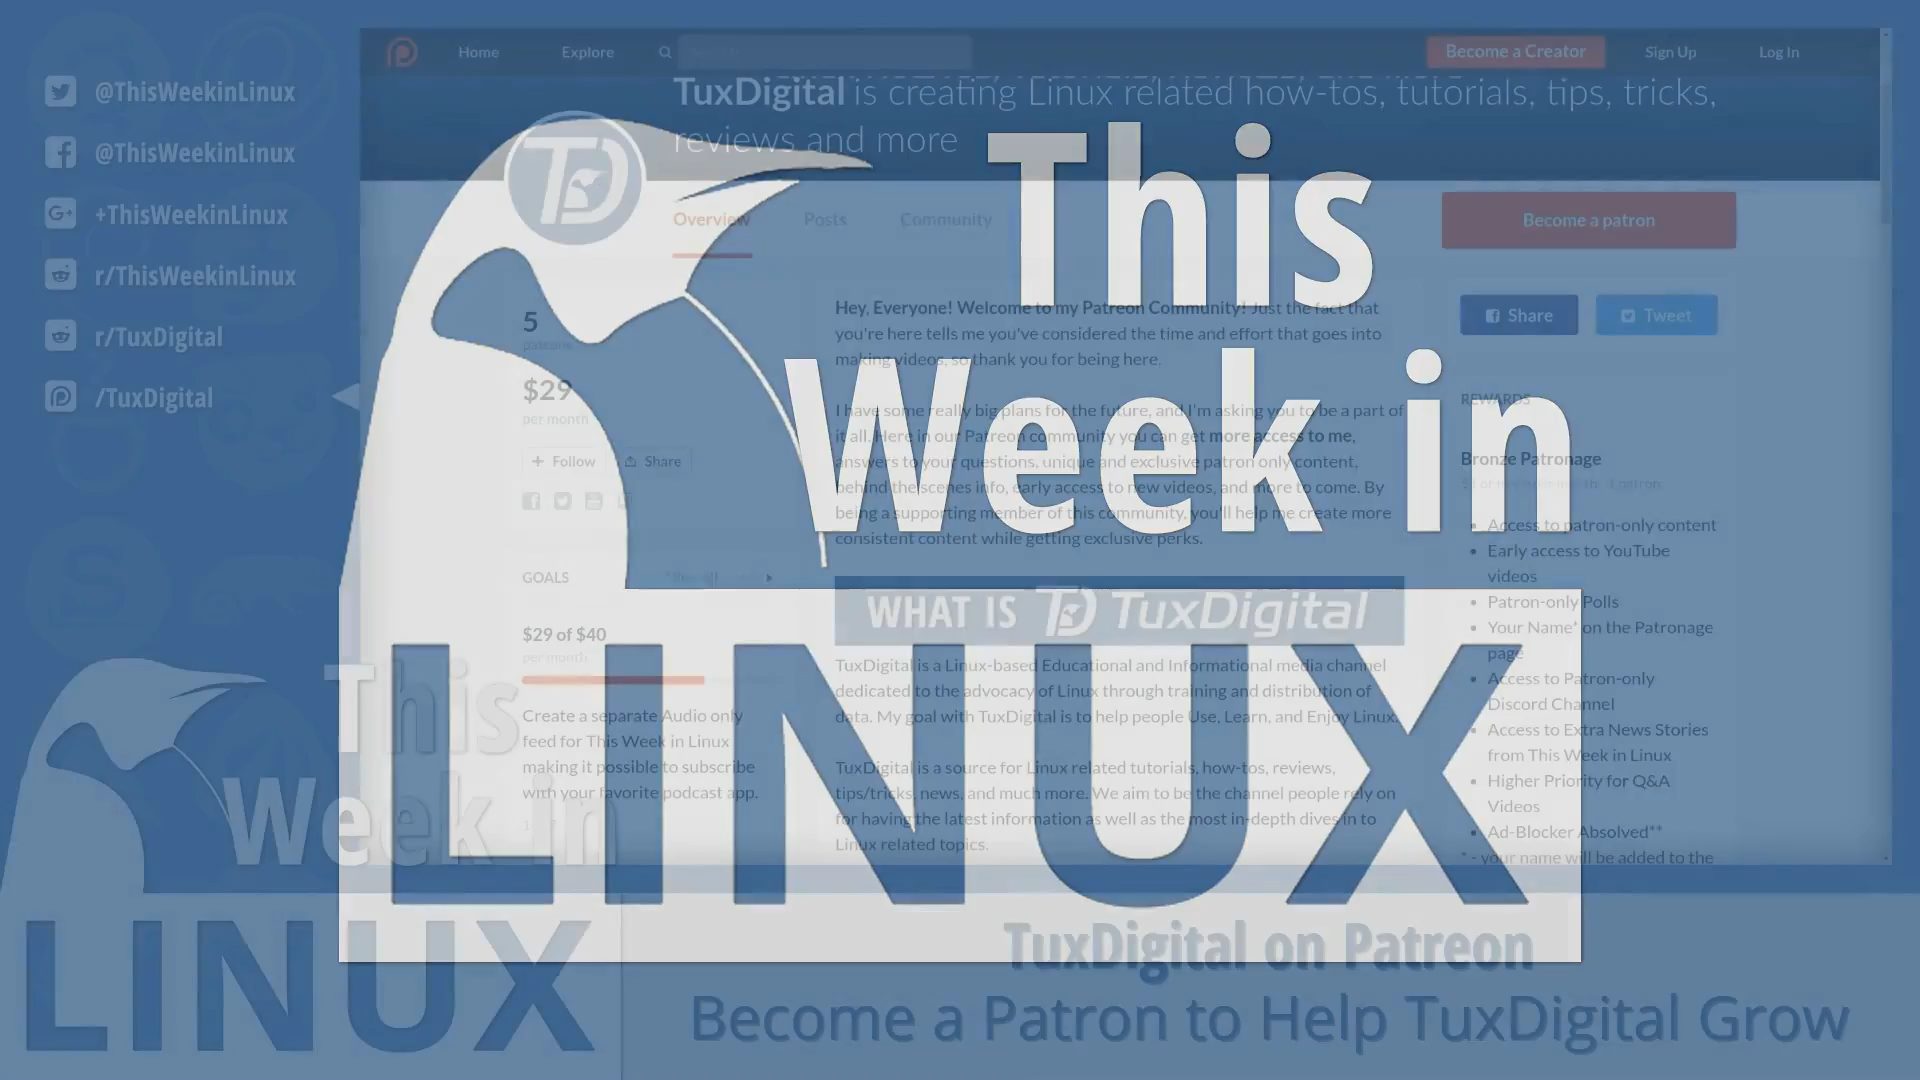 @ThisWeekinLinux
@ThisWeekinLinux
+ThisWeekinLinux
r/ThisWeekinLinux
r/TuxDigital
/TuxDigital
Home
Explore
Become a Creator
Sign Up
Log In
TuxDigital is creating Linux related how-tos, tutorials, tips, tricks,
reviews and more
TD
Overview
Posts
Community
Become a patron
5
patrons
$29
per month
+ Follow
Share
GOALS
$29 of $40
per month
Create a separate Audio only
feed for This Week in Linux
making it possible to subscribe
with your favorite podcast app.
Hey, Everyone! Welcome to my Patreon Community! Just the fact that
you're here tells me you've considered the time and effort that goes into
making videos, so thank you for being here.
I have some really big plans for the future, and I'm asking you to be a part of
it all. Here in our Patreon community you can get more access to me,
answers to your questions, unique and exclusive patron only content,
behind the scenes info, early access to new videos, and more to come. By
being a supporting member of this community, you'll help me create more
consistent content while getting exclusive perks.
WHAT IS TD TuxDigital
TuxDigital is a Linux-based Educational and Informational media channel
dedicated to the advocacy of Linux through training and distribution of
data. My goal with TuxDigital is to help people Use, Learn, and Enjoy Linux.
TuxDigital is a source for Linux related tutorials, how-tos, reviews,
tips/tricks, news, and much more. We aim to be the channel people rely on
for having the latest information as well as the most in-depth dives in to
Linux related topics.
Share
Tweet
REWARDS
Bronze Patronage
Access to patron-only content
Early access to YouTube
videos
Patron-only Polls
Your Name* on the Patronage
page
Access to Patron-only
Discord Channel
Access to Extra News Stories
from This Week in Linux
Higher Priority for Q&A
Videos
Ad-Blocker Absolved**
* - your name will be added to the
This
Week in
LINUX
This
Week in
LINUX
TuxDigital on Patreon
Become a Patron to Help TuxDigital Grow